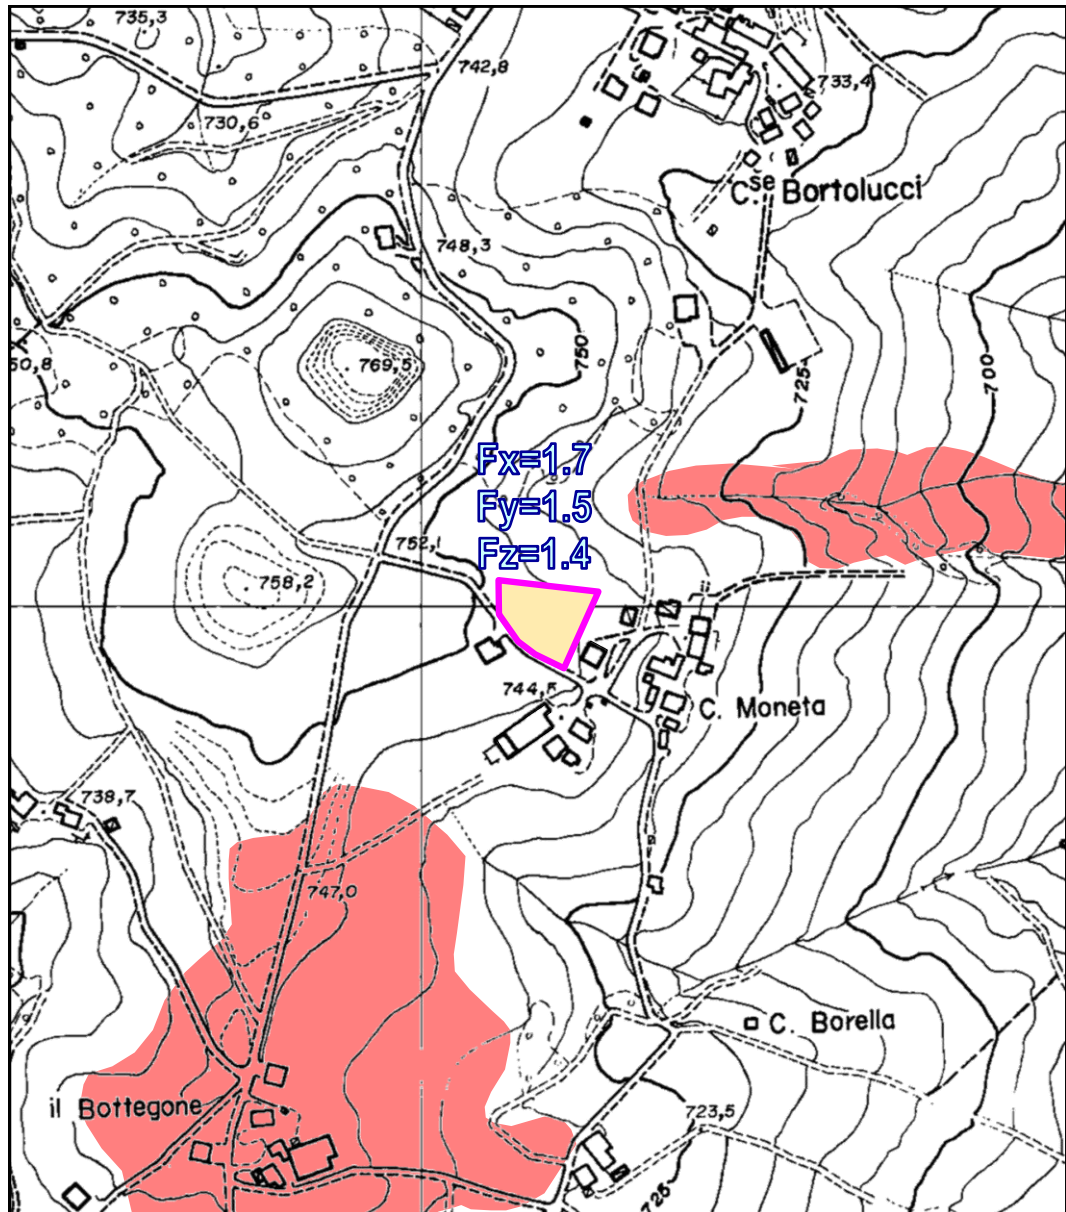 735,3
742,8
733,4
730,6
C.se Bortolucci
748,3
50,8
769,5
750
725
700
Fx=1.7
Fy=1.5
Fz=1.4
752,1
758,2
744,5
C. Moneta
738,7
747,0
C. Borella
il Bottegone
723,5
725